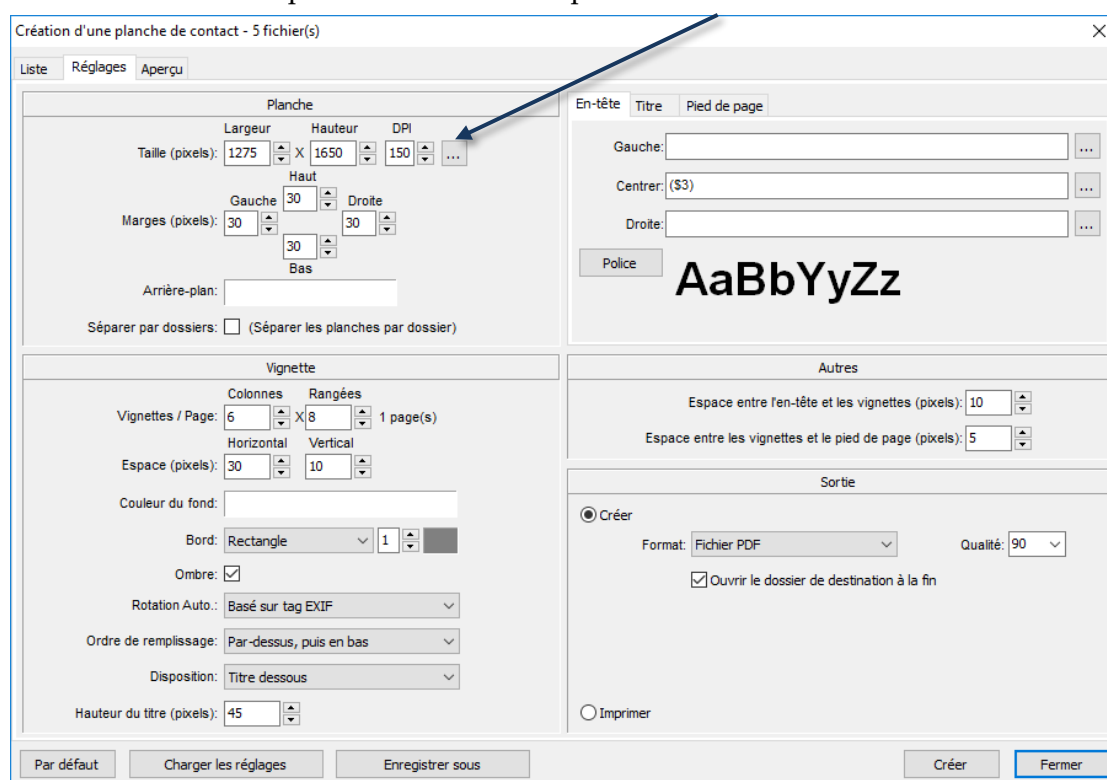 Création d'une planche de contact - 5 fichier(s)
Liste Réglages Aperçu
Planche
Largeur Hauteur DPI
Taille (pixels): 1275 X 1650 150 ...
Haut
Gauche 30 Droite
Marges (pixels): 30 30
30
Bas
Arrière-plan:
Séparer par dossiers: (Séparer les planches par dossier)
En-tête Titre Pied de page
Gauche: ...
Centrer: ($3) ...
Droite: ...
Police AaBbYyZz
Vignette
Colonnes Rangées
Vignettes / Page: 6 X 8 1 page(s)
Horizontal Vertical
Espace (pixels): 30 10
Couleur du fond:
Bord: Rectangle 1
Ombre:
Rotation Auto.: Basé sur tag EXIF
Ordre de remplissage: Par-dessus, puis en bas
Disposition: Titre dessous
Hauteur du titre (pixels): 45
Autres
Espace entre l'en-tête et les vignettes (pixels): 10
Espace entre les vignettes et le pied de page (pixels): 5
Sortie
Créer
Format: Fichier PDF Qualité: 90
Ouvrir le dossier de destination à la fin
Imprimer
Par défaut Charger les réglages Enregistrer sous Créer Fermer